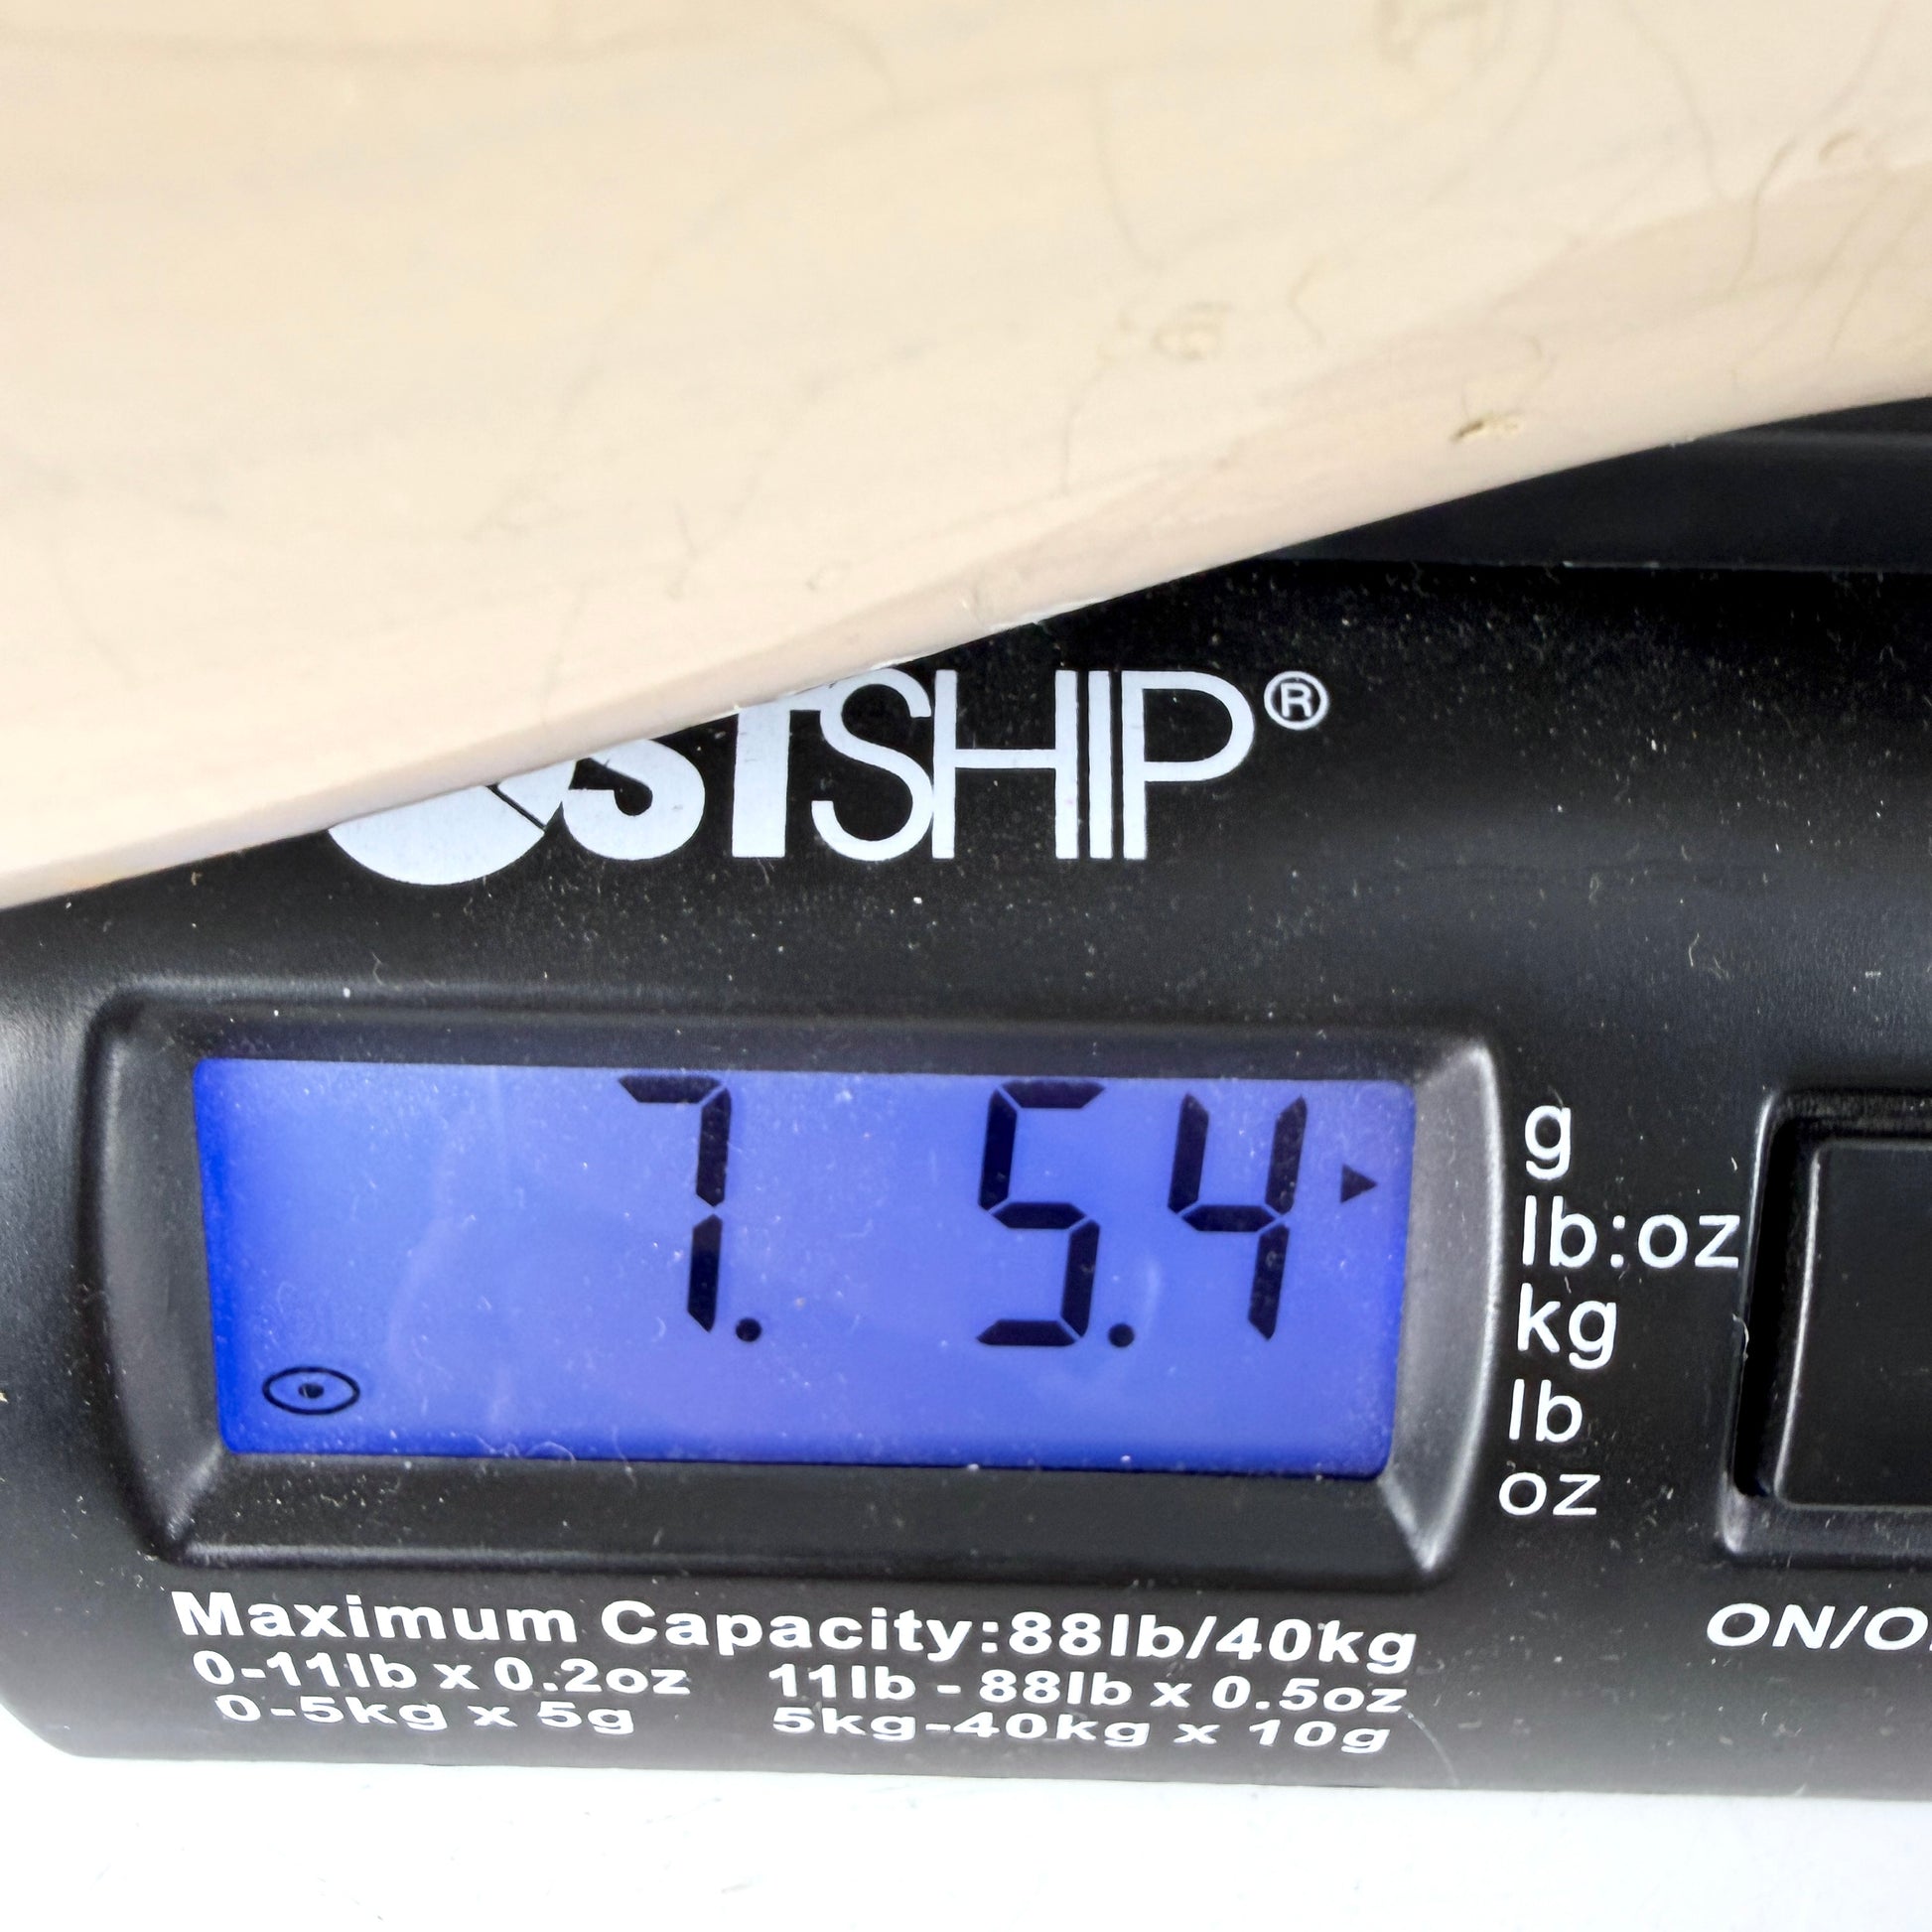 STSHIP®
7. 5.4
g
lb:oz
kg
lb
oz
Maximum Capacity:88lb/40kg
0-11lb x 0.2oz 11lb - 88lb x 0.5oz
0-5kg x 5g 5kg-40kg x 10g